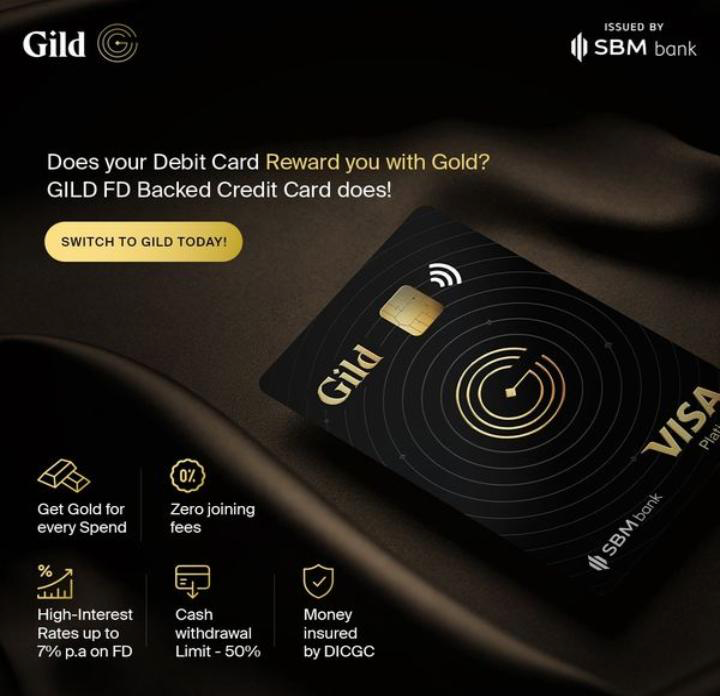 Gild
ISSUED BY
SBM bank
Does your Debit Card Reward you with Gold?
GILD FD Backed Credit Card does!
SWITCH TO GILD TODAY!
Gild
VISA
SBM bank
Get Gold for
every Spend
0%
Zero joining
fees
%
High-Interest
Rates up to
7% p.a on FD
Cash
withdrawal
Limit - 50%
Money
insured
by DICGC